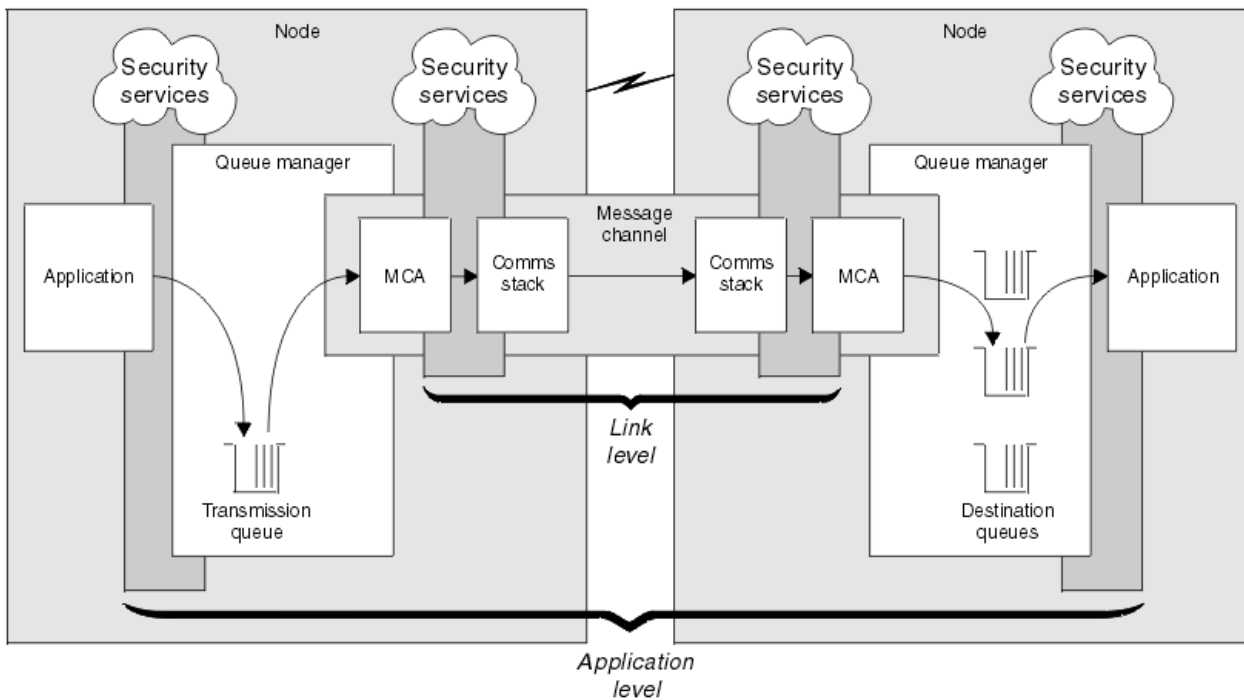 Node
Node
Security
services
Security
services
Security
services
Security
services
Queue manager
Queue manager
Message
channel
Application
MCA
Comms
stack
Comms
stack
MCA
Application
Link
level
Transmission
queue
Destination
queues
Application
level